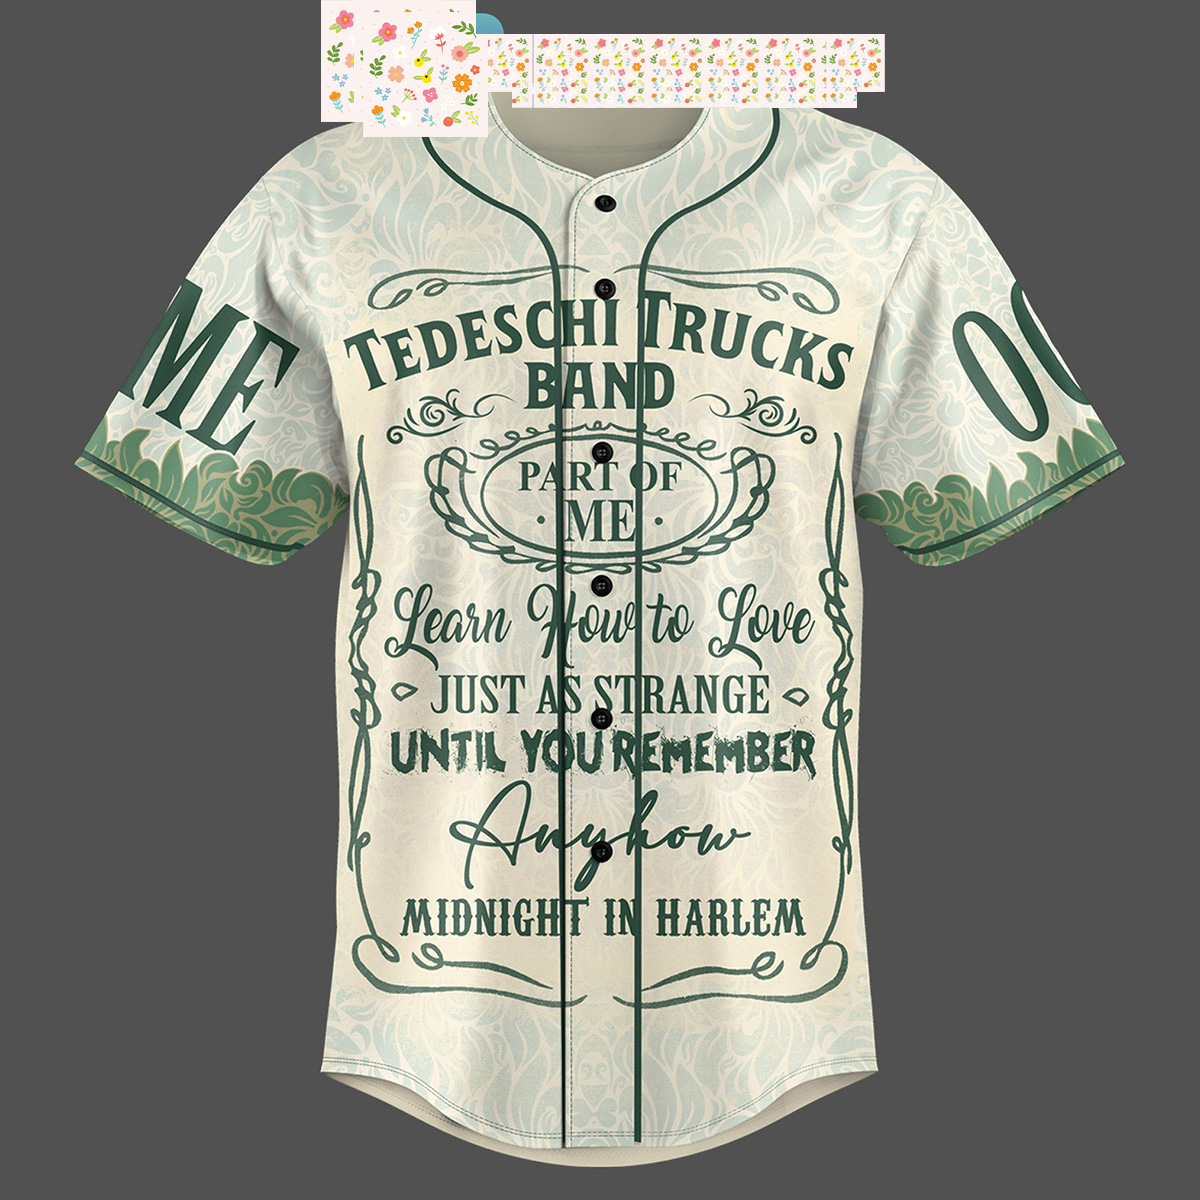 TEDESCHI TRUCKS
BAND
PART OF
· ME ·
Learn How to Love
JUST AS STRANGE
UNTIL YOU REMEMBER
Anyhow
MIDNIGHT IN HARLEM
ME